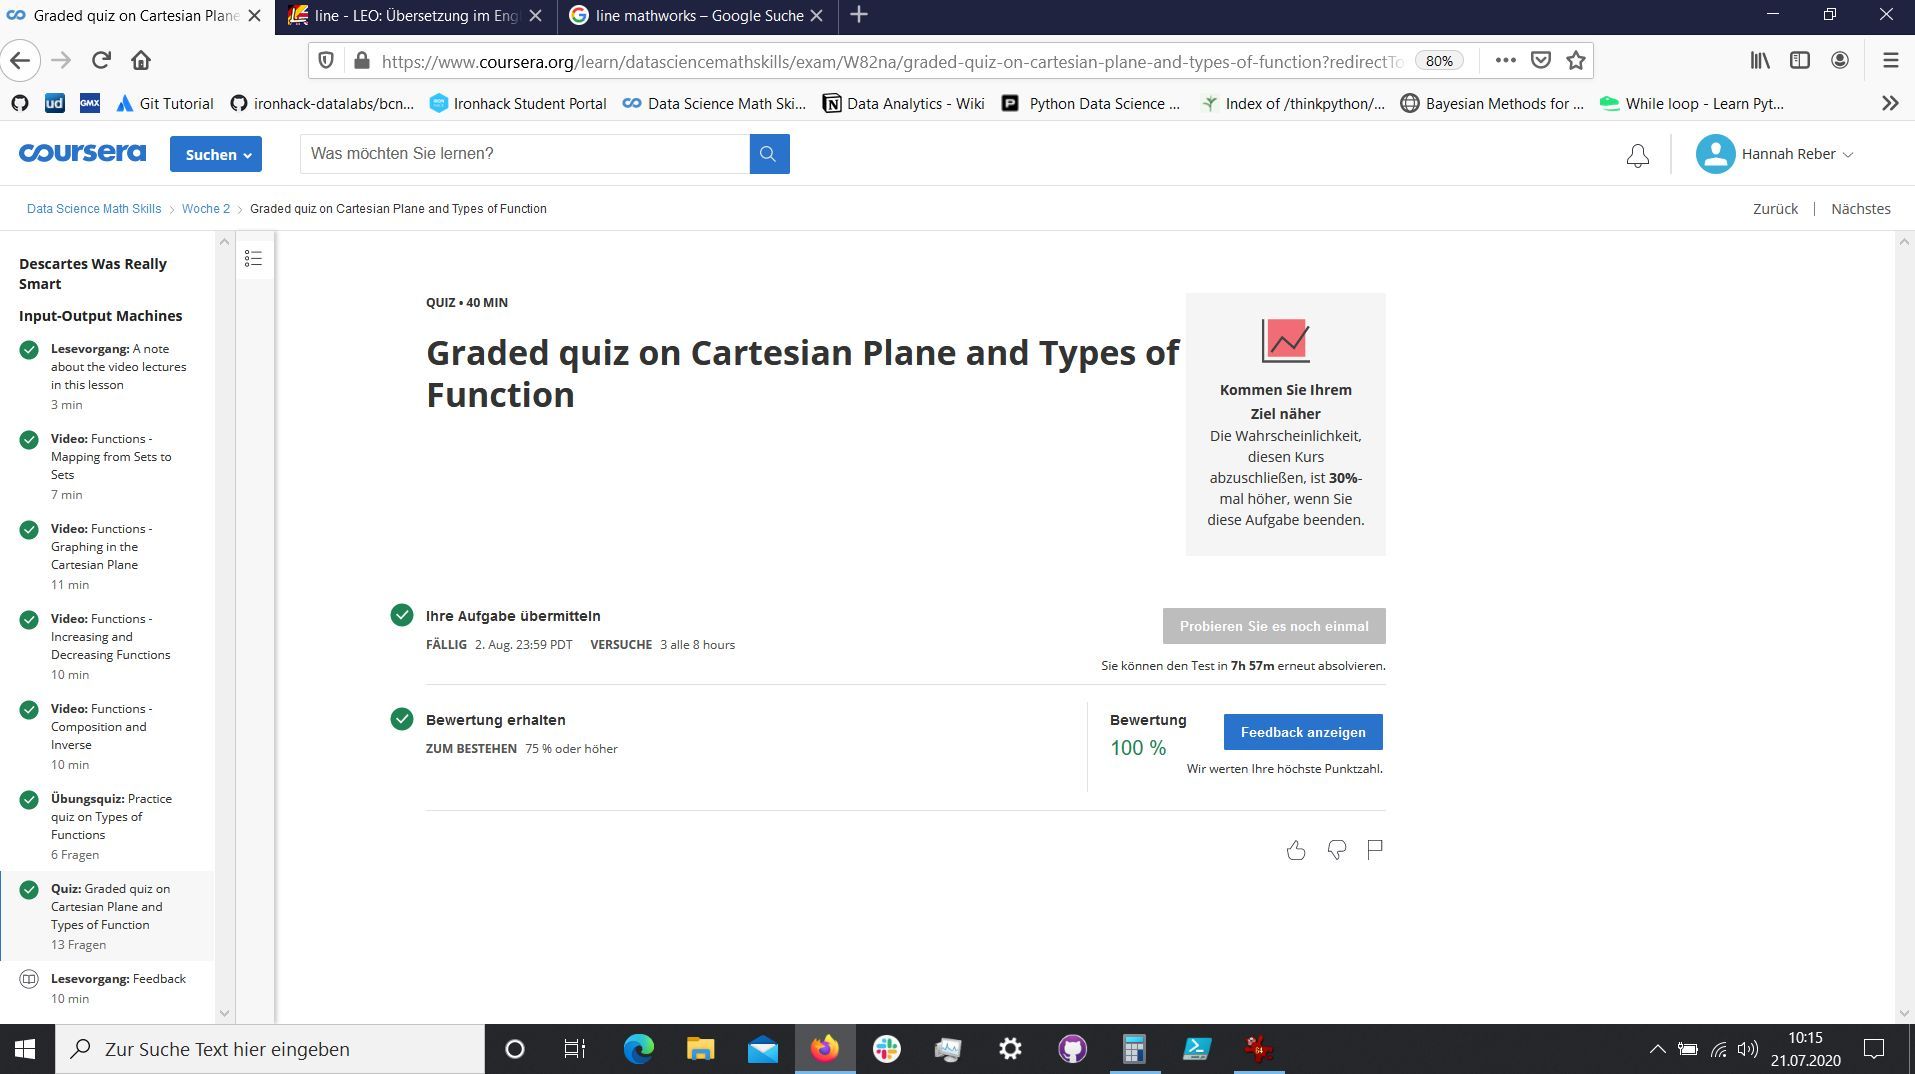 Graded quiz on Cartesian Plane
line - LEO: Übersetzung im Eng
line mathworks – Google Suche
https://www.coursera.org/learn/datasciencemathskills/exam/W82na/graded-quiz-on-cartesian-plane-and-types-of-function?redirectTo
80%
ud
GMX
Git Tutorial
ironhack-datalabs/bcn...
Ironhack Student Portal
Data Science Math Ski...
Data Analytics - Wiki
Python Data Science ...
Index of /thinkpython/...
Bayesian Methods for ...
While loop - Learn Pyt...
coursera
Suchen
Was möchten Sie lernen?
Hannah Reber
Data Science Math Skills
Woche 2
Graded quiz on Cartesian Plane and Types of Function
Zurück | Nächstes
Descartes Was Really
Smart
Input-Output Machines
Lesevorgang: A note
about the video lectures
in this lesson
3 min
Video: Functions -
Mapping from Sets to
Sets
7 min
Video: Functions -
Graphing in the
Cartesian Plane
11 min
Video: Functions -
Increasing and
Decreasing Functions
10 min
Video: Functions -
Composition and
Inverse
10 min
Übungsquiz: Practice
quiz on Types of
Functions
6 Fragen
Quiz: Graded quiz on
Cartesian Plane and
Types of Function
13 Fragen
Lesevorgang: Feedback
10 min
QUIZ • 40 MIN
Graded quiz on Cartesian Plane and Types of
Function
Kommen Sie Ihrem
Ziel näher
Die Wahrscheinlichkeit,
diesen Kurs
abzuschließen, ist 30%-
mal höher, wenn Sie
diese Aufgabe beenden.
Ihre Aufgabe übermitteln
FÄLLIG 2. Aug. 23:59 PDT VERSUCHE 3 alle 8 hours
Probieren Sie es noch einmal
Sie können den Test in 7h 57m erneut absolvieren.
Bewertung erhalten
ZUM BESTEHEN 75 % oder höher
Bewertung
100 %
Feedback anzeigen
Wir werten Ihre höchste Punktzahl.
Zur Suche Text hier eingeben
64
10:15
21.07.2020